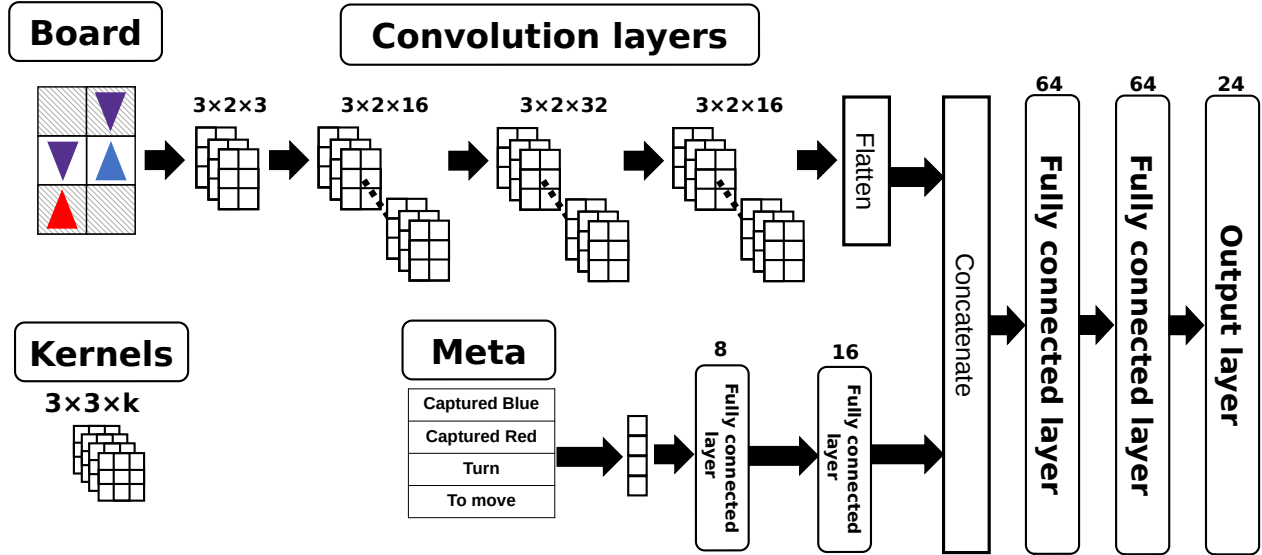 Board
Convolution layers
3×2×3
3×2×16
3×2×32
3×2×16
Flatten
Concatenate
64
Fully connected layer
64
Fully connected layer
24
Output layer
Kernels
3×3×k
Meta
Captured Blue
Captured Red
Turn
To move
8
Fully connected
layer
16
Fully connected
layer